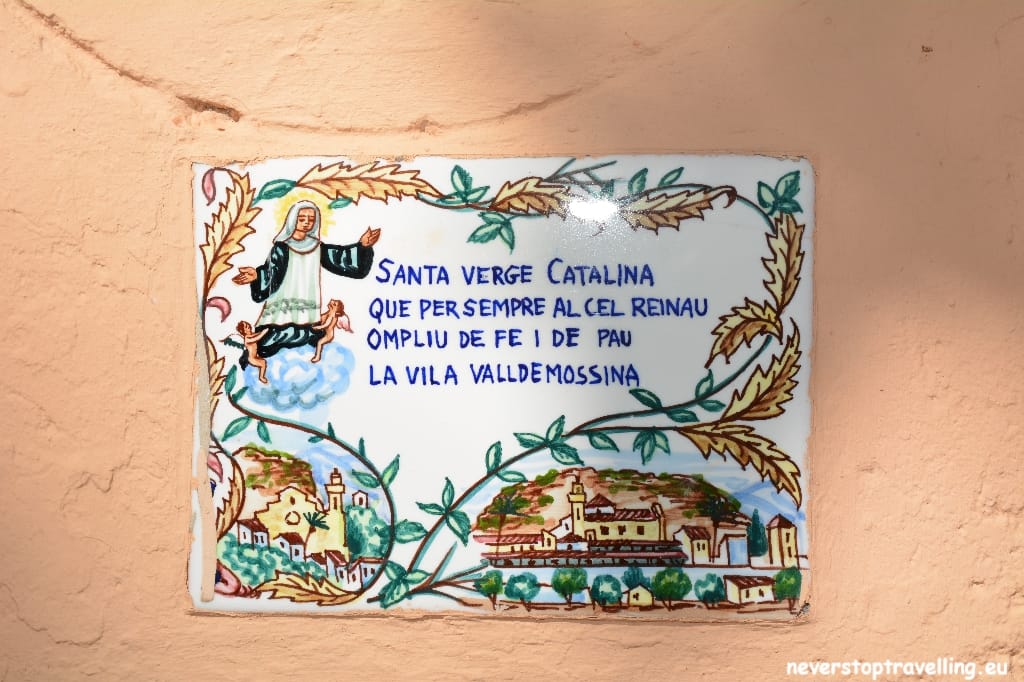 SANTA VERGE CATALINA
QUE PER SEMPRE AL CEL REINAU
OMPLIU DE FE I DE PAU
LA VILA VALLDEMOSSINA
neverstoptravelling.eu